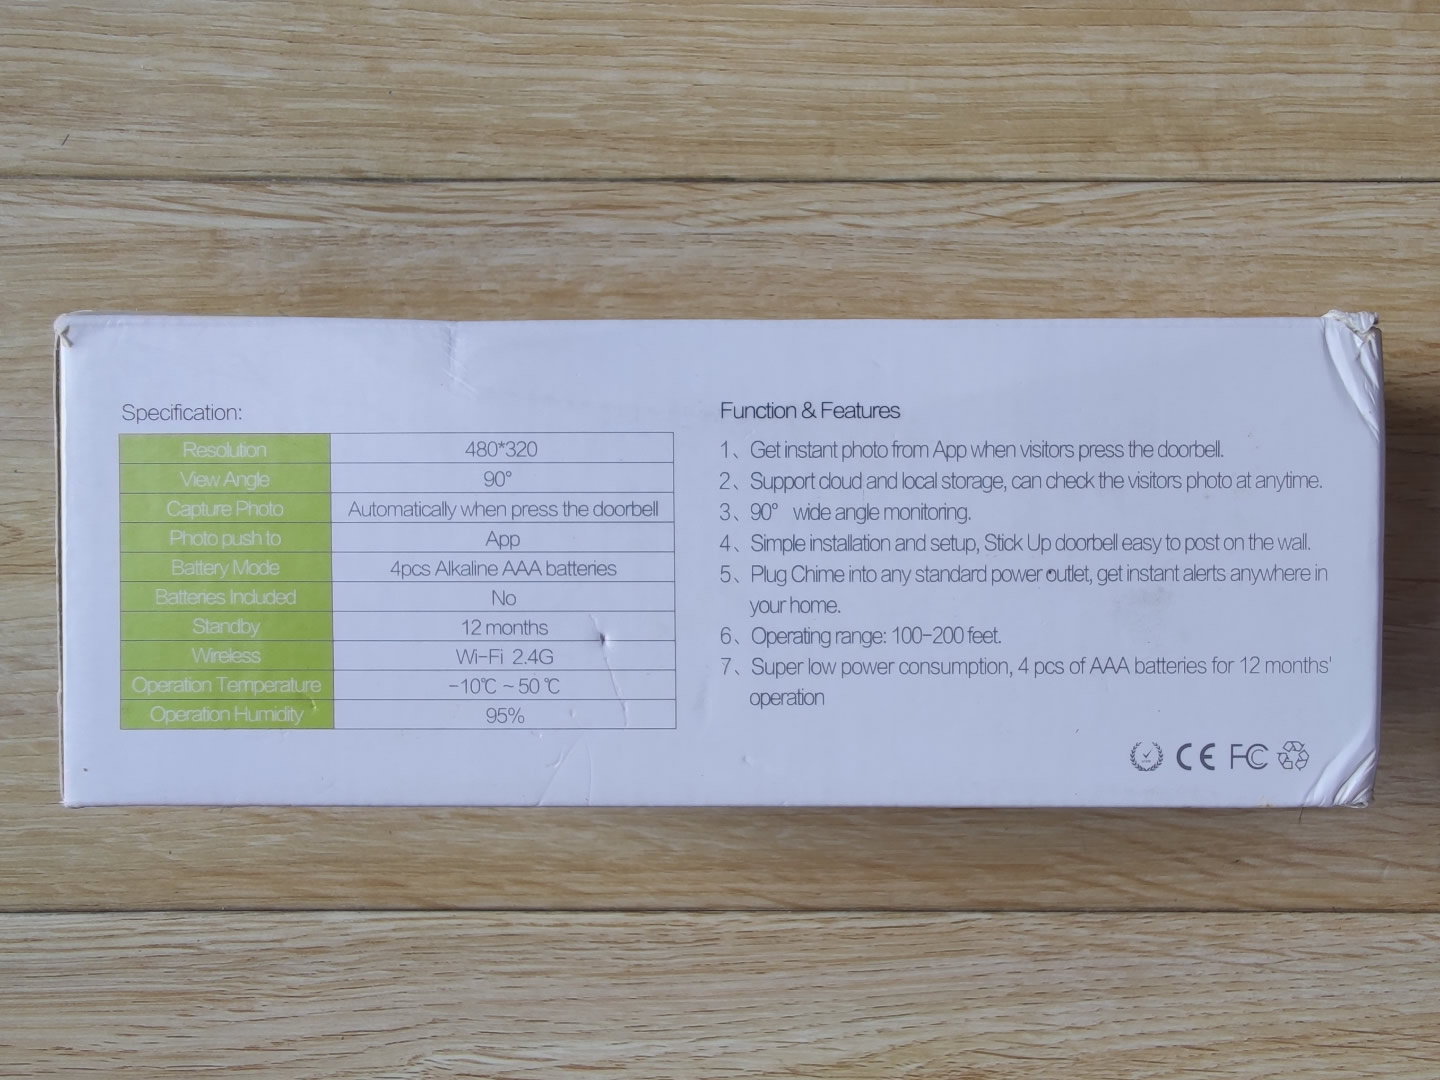 Specification:
Resolution 480*320
View Angle 90°
Capture Photo Automatically when press the doorbell
Photo push to App
Battery Mode 4pcs Alkaline AAA batteries
Batteries Included No
Standby 12 months
Wireless Wi-Fi 2.4G
Operation Temperature -10℃ ~ 50 ℃
Operation Humidity 95%
Function & Features
1、Get instant photo from App when visitors press the doorbell.
2、Support cloud and local storage, can check the visitors photo at anytime.
3、90° wide angle monitoring.
4、Simple installation and setup, Stick Up doorbell easy to post on the wall.
5、Plug Chime into any standard power outlet, get instant alerts anywhere in
your home.
6、Operating range: 100-200 feet.
7、Super low power consumption, 4 pcs of AAA batteries for 12 months'
operation
CE FC